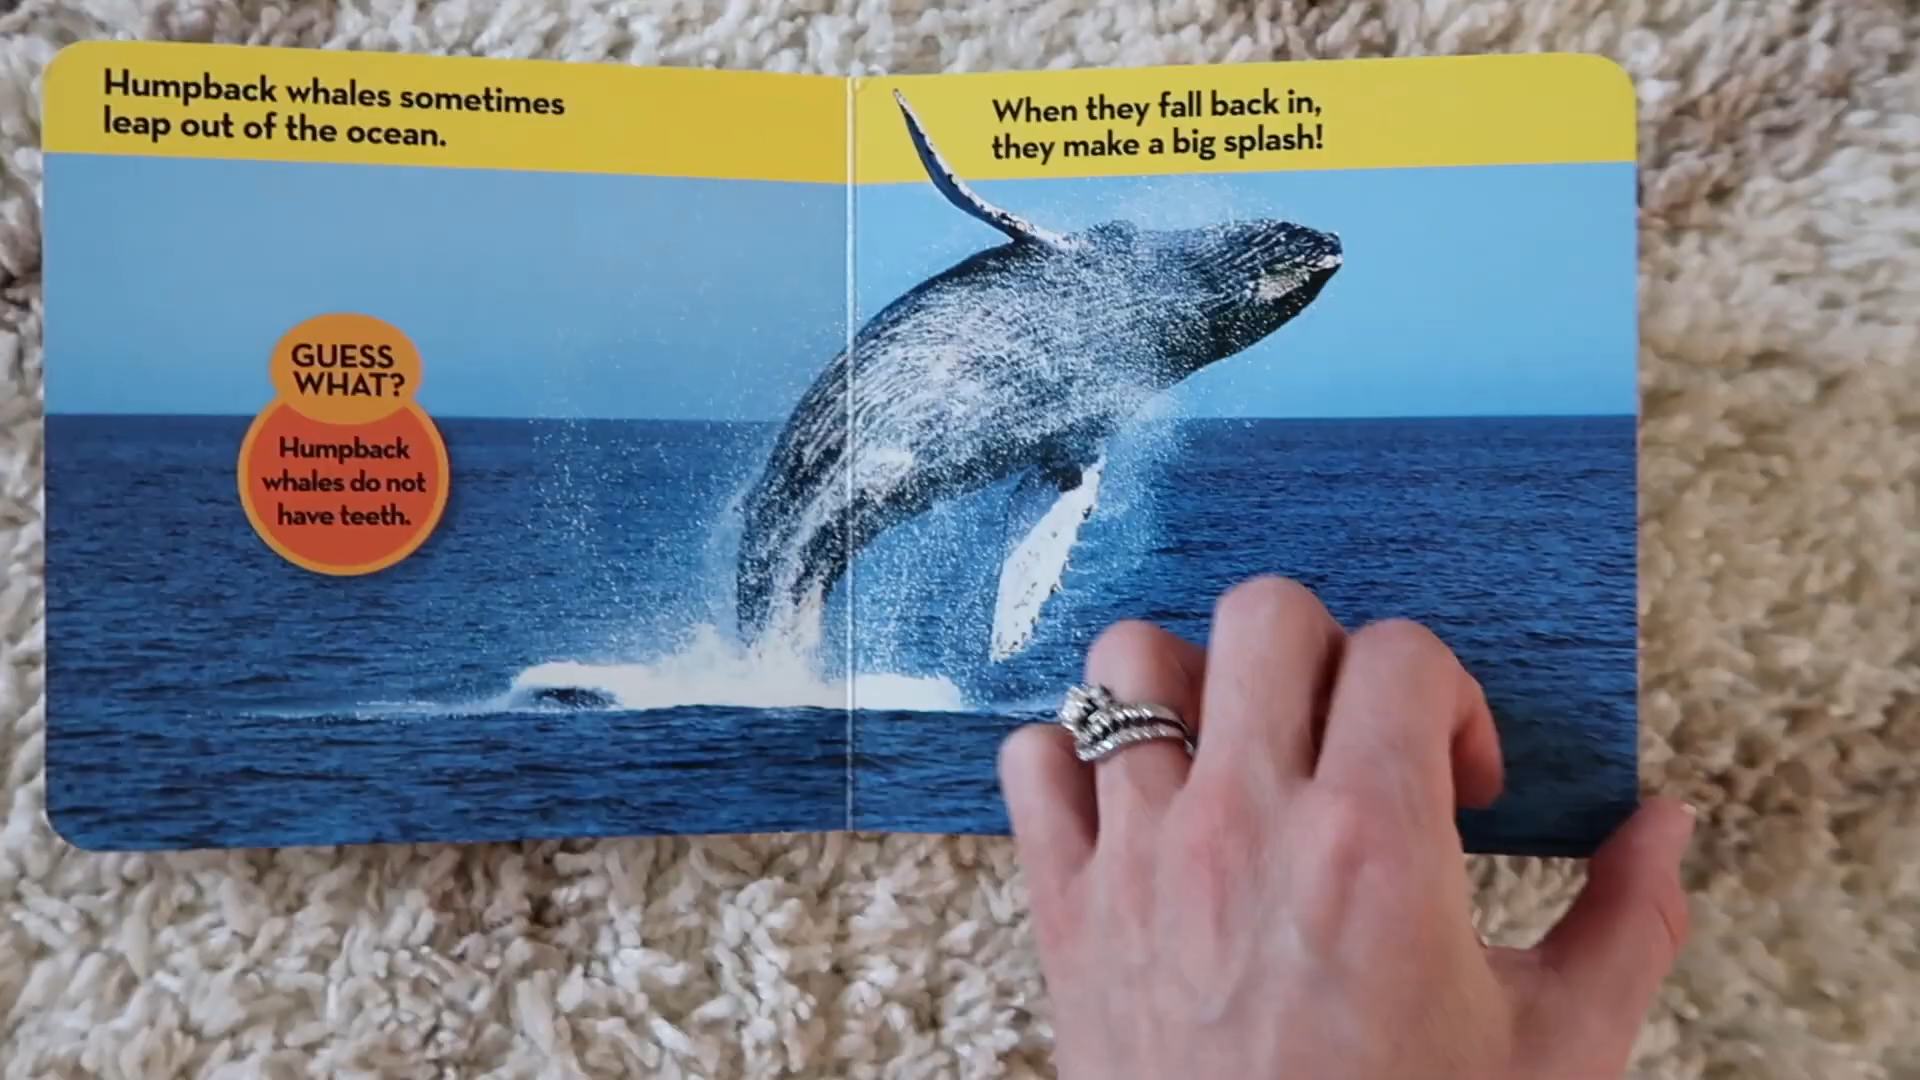 Humpback whales sometimes
leap out of the ocean.
GUESS
WHAT?
Humpback
whales do not
have teeth.
When they fall back in,
they make a big splash!